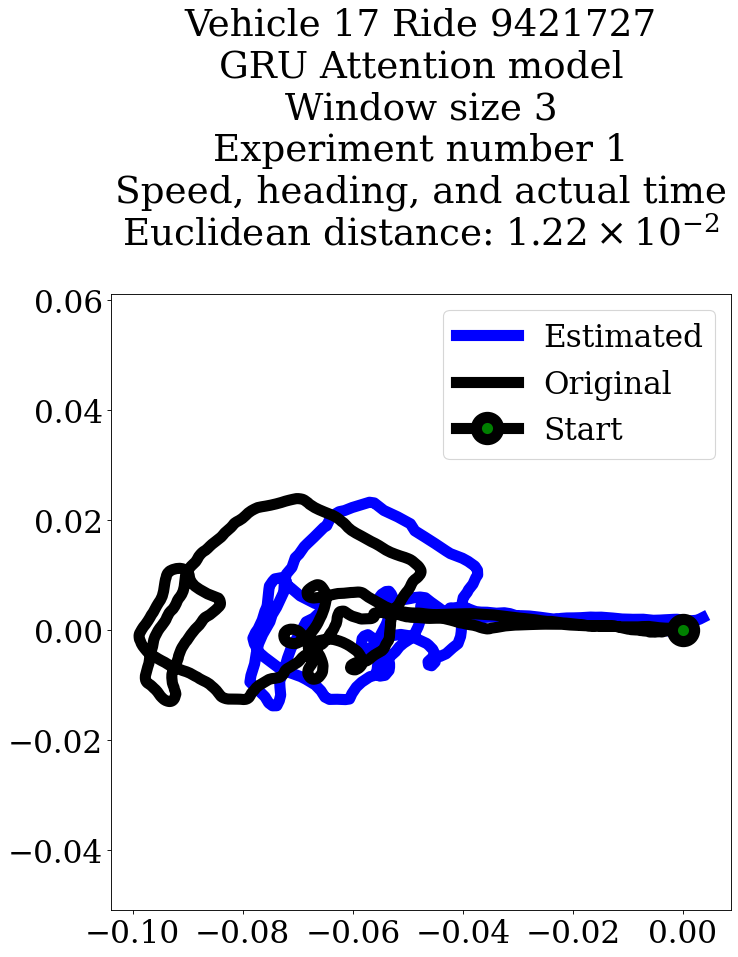 Vehicle 17 Ride 9421727
GRU Attention model
Window size 3
Experiment number 1
Speed, heading, and actual time
Euclidean distance: 1.22 × 10⁻²
Estimated
Original
Start
0.06
0.04
0.02
0.00
−0.02
−0.04
−0.10 −0.08 −0.06 −0.04 −0.02 0.00